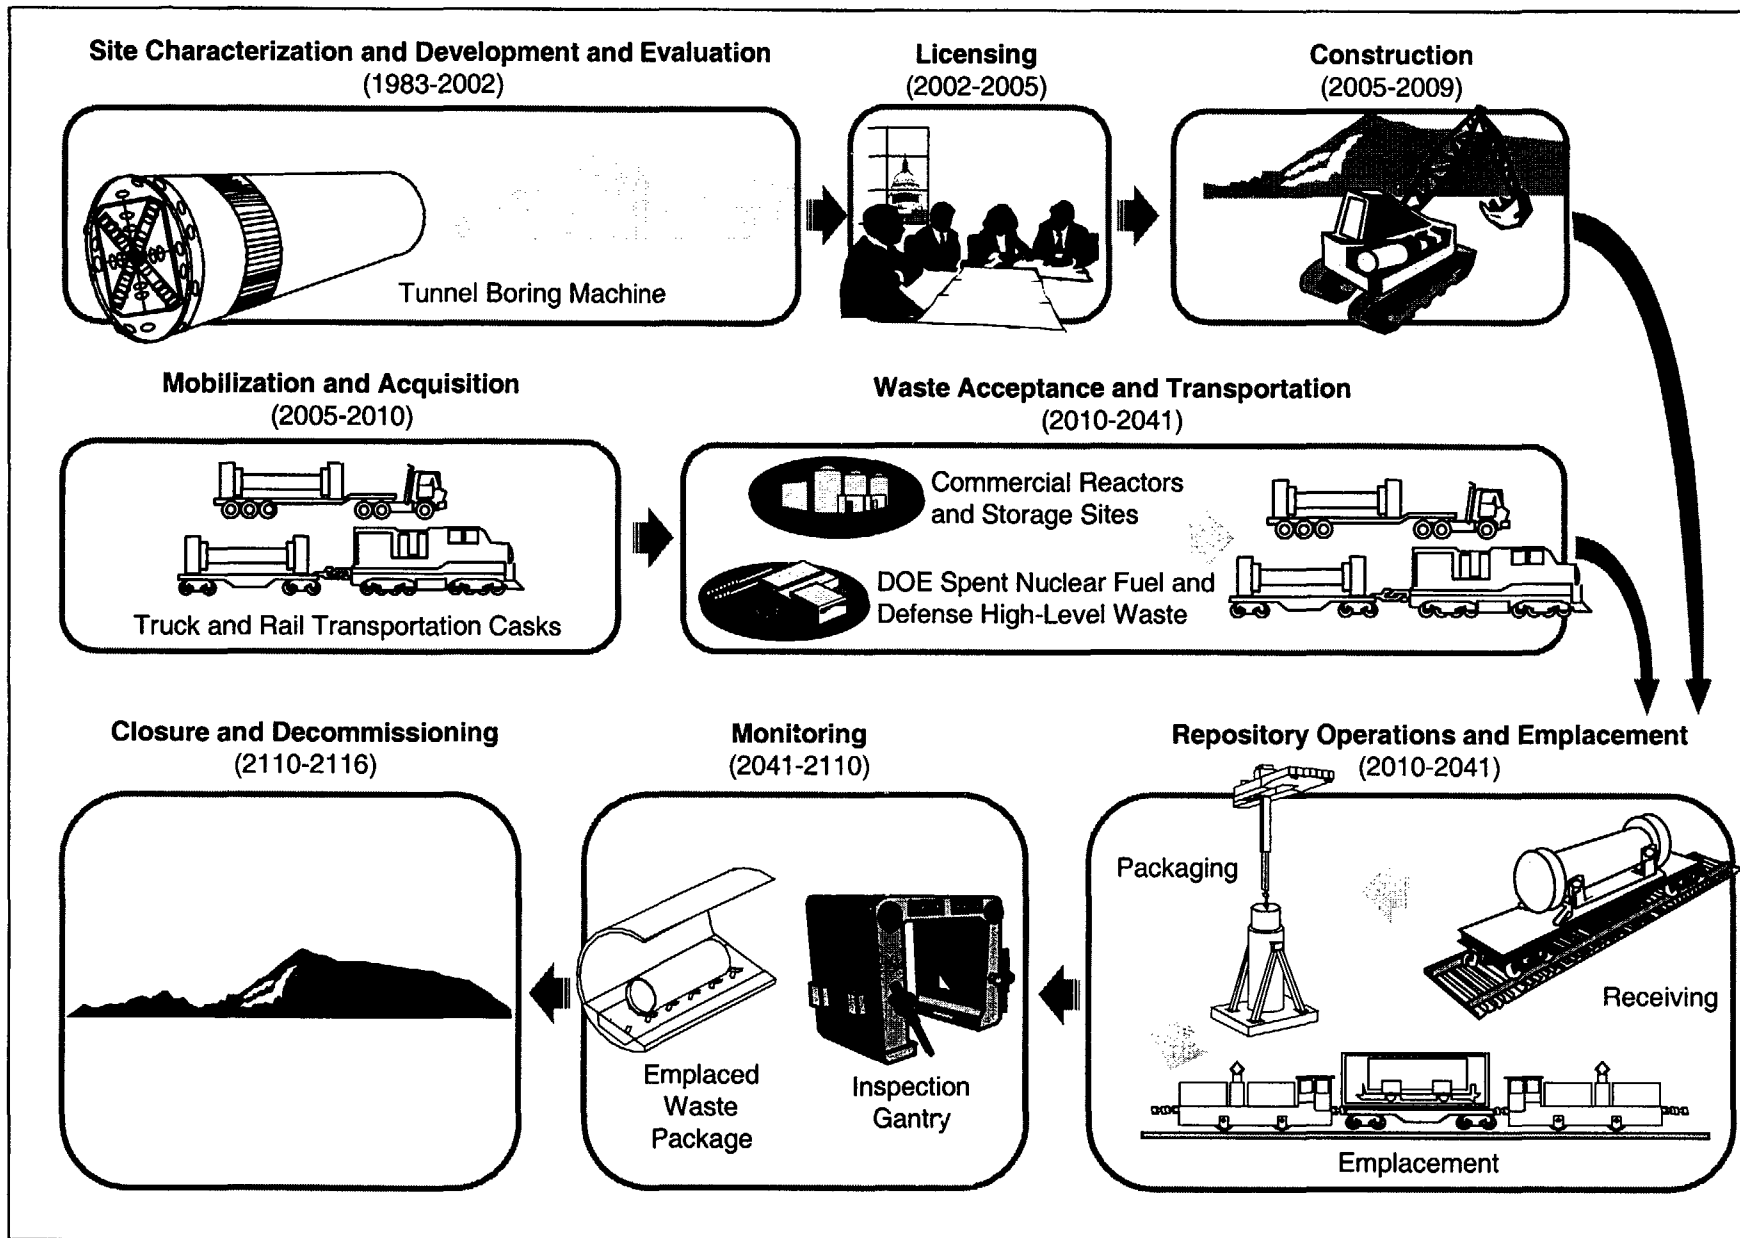 Site Characterization and Development and Evaluation
(1983-2002)
Licensing
(2002-2005)
Construction
(2005-2009)
Tunnel Boring Machine
Mobilization and Acquisition
(2005-2010)
Truck and Rail Transportation Casks
Waste Acceptance and Transportation
(2010-2041)
Commercial Reactors
and Storage Sites
DOE Spent Nuclear Fuel and
Defense High-Level Waste
Closure and Decommissioning
(2110-2116)
Monitoring
(2041-2110)
Emplaced
Waste
Package
Inspection
Gantry
Repository Operations and Emplacement
(2010-2041)
Packaging
Receiving
Emplacement